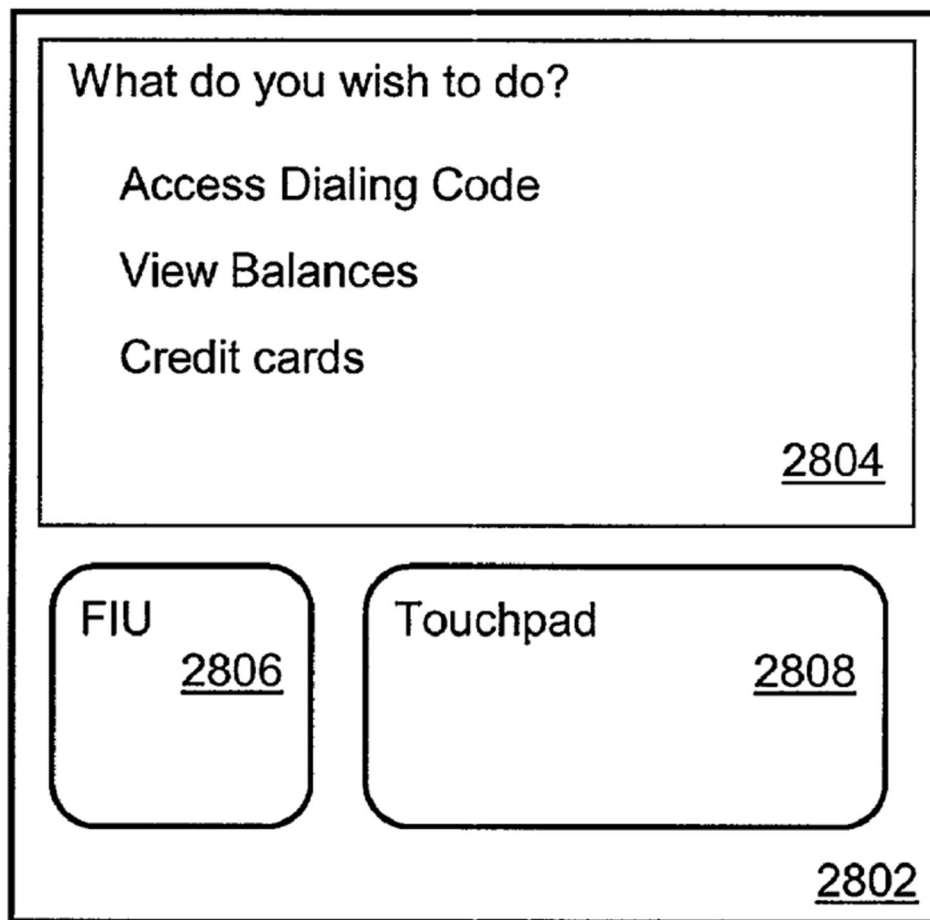 What do you wish to do?
Access Dialing Code
View Balances
Credit cards
2804
FIU
2806
Touchpad
2808
2802